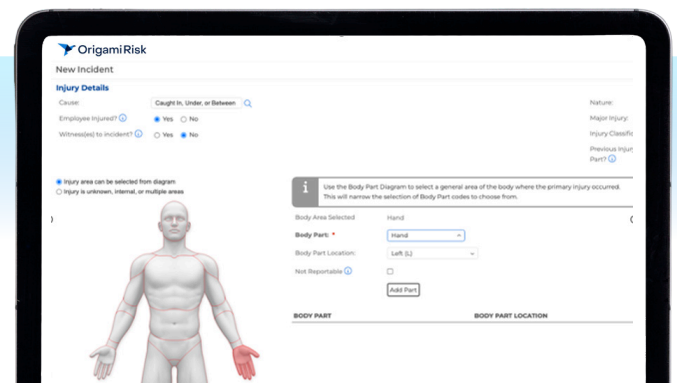 OrigamiRisk
New Incident
Injury Details
Cause: Caught In, Under, or Between Nature:
Employee Injured? Yes No Major Injury:
Witness(es) to incident? Yes No Injury Classific
Previous Injur
Part?
Injury area can be selected from diagram
Injury is unknown, internal, or multiple areas
i Use the Body Part Diagram to select a general area of the body where the primary injury occurred.
This will narrow the selection of Body Part codes to choose from.
Body Area Selected Hand
Body Part: * Hand
Body Part Location: Left (L)
Not Reportable
Add Part
BODY PART BODY PART LOCATION